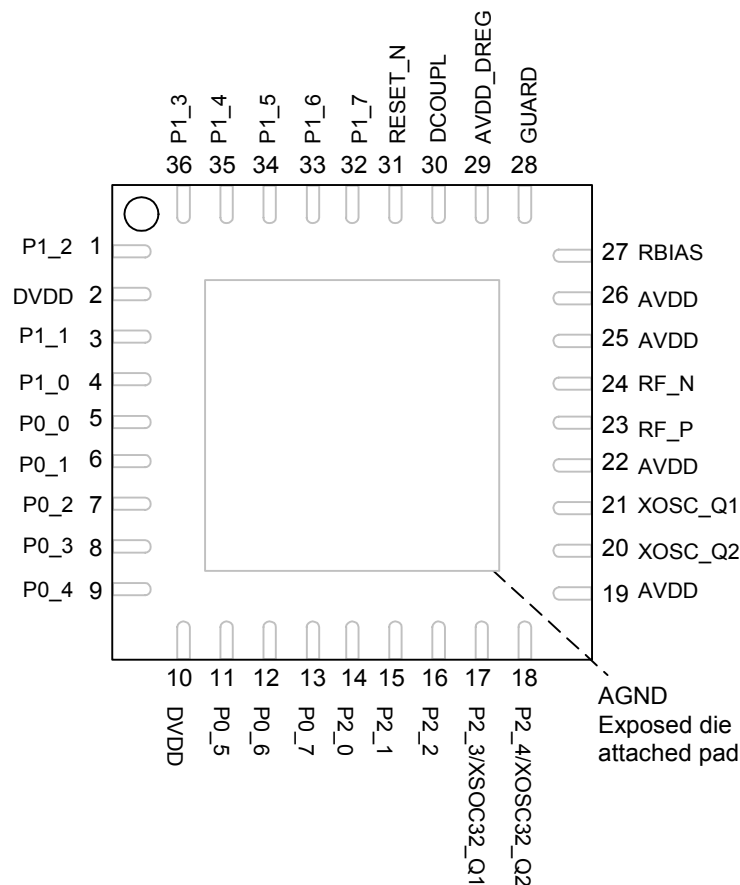 P1_3
P1_4
P1_5
P1_6
P1_7
RESET_N
DCOUPL
AVDD_DREG
GUARD
36 35 34 33 32 31 30 29 28
P1_2 1
DVDD 2
P1_1 3
P1_0 4
P0_0 5
P0_1 6
P0_2 7
P0_3 8
P0_4 9
27 RBIAS
26 AVDD
25 AVDD
24 RF_N
23 RF_P
22 AVDD
21 XOSC_Q1
20 XOSC_Q2
19 AVDD
10 11 12 13 14 15 16 17 18
DVDD
P0_5
P0_6
P0_7
P2_0
P2_1
P2_2
P2_3/XSOC32_Q1
P2_4/XOSC32_Q2
AGND
Exposed die
attached pad